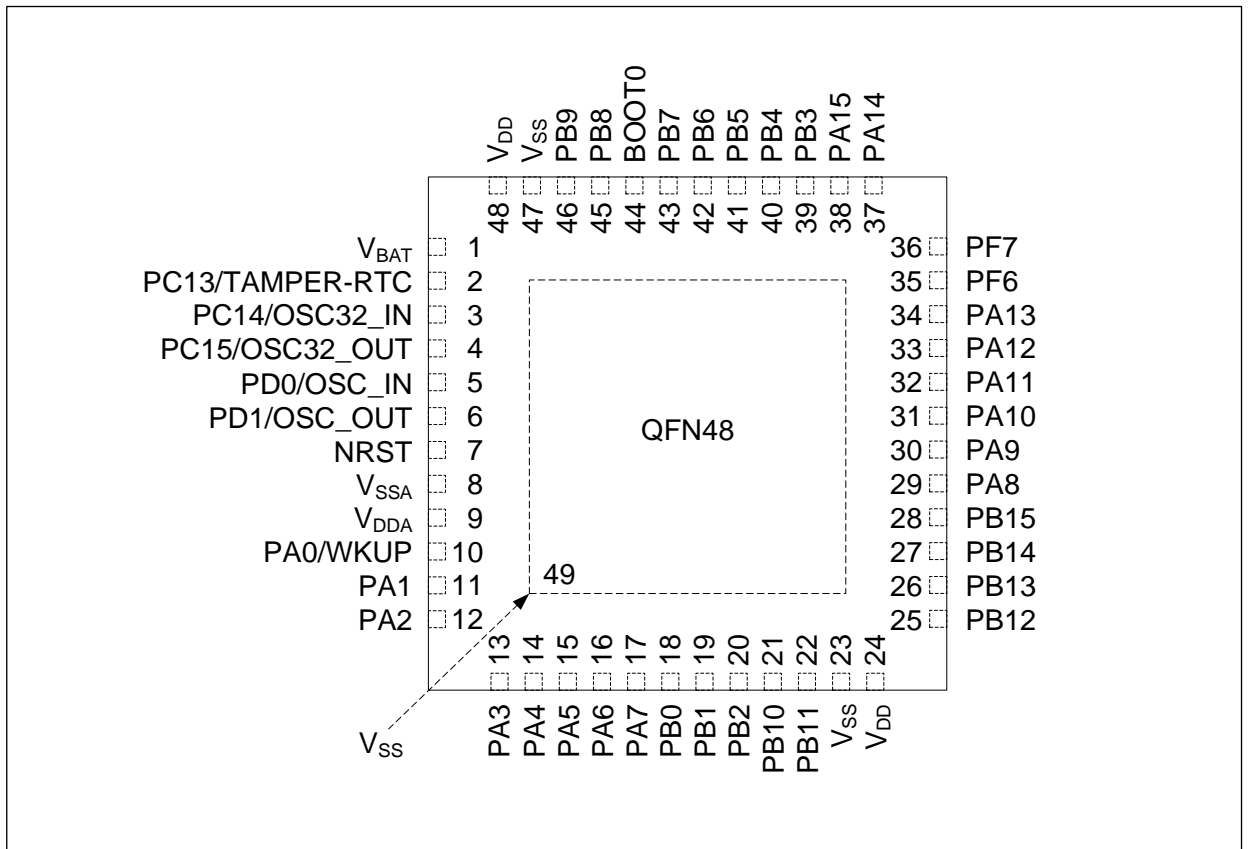 VDD
VSS
PB9
PB8
BOOT0
PB7
PB6
PB5
PB4
PB3
PA15
PA14
48
47
46
45
44
43
42
41
40
39
38
37
VBAT 1
PC13/TAMPER-RTC 2
PC14/OSC32_IN 3
PC15/OSC32_OUT 4
PD0/OSC_IN 5
PD1/OSC_OUT 6
NRST 7
VSSA 8
VDDA 9
PA0/WKUP 10
PA1 11
PA2 12
QFN48
49
36 PF7
35 PF6
34 PA13
33 PA12
32 PA11
31 PA10
30 PA9
29 PA8
28 PB15
27 PB14
26 PB13
25 PB12
13
14
15
16
17
18
19
20
21
22
23
24
PA3
PA4
PA5
PA6
PA7
PB0
PB1
PB2
PB10
PB11
VSS
VDD
VSS